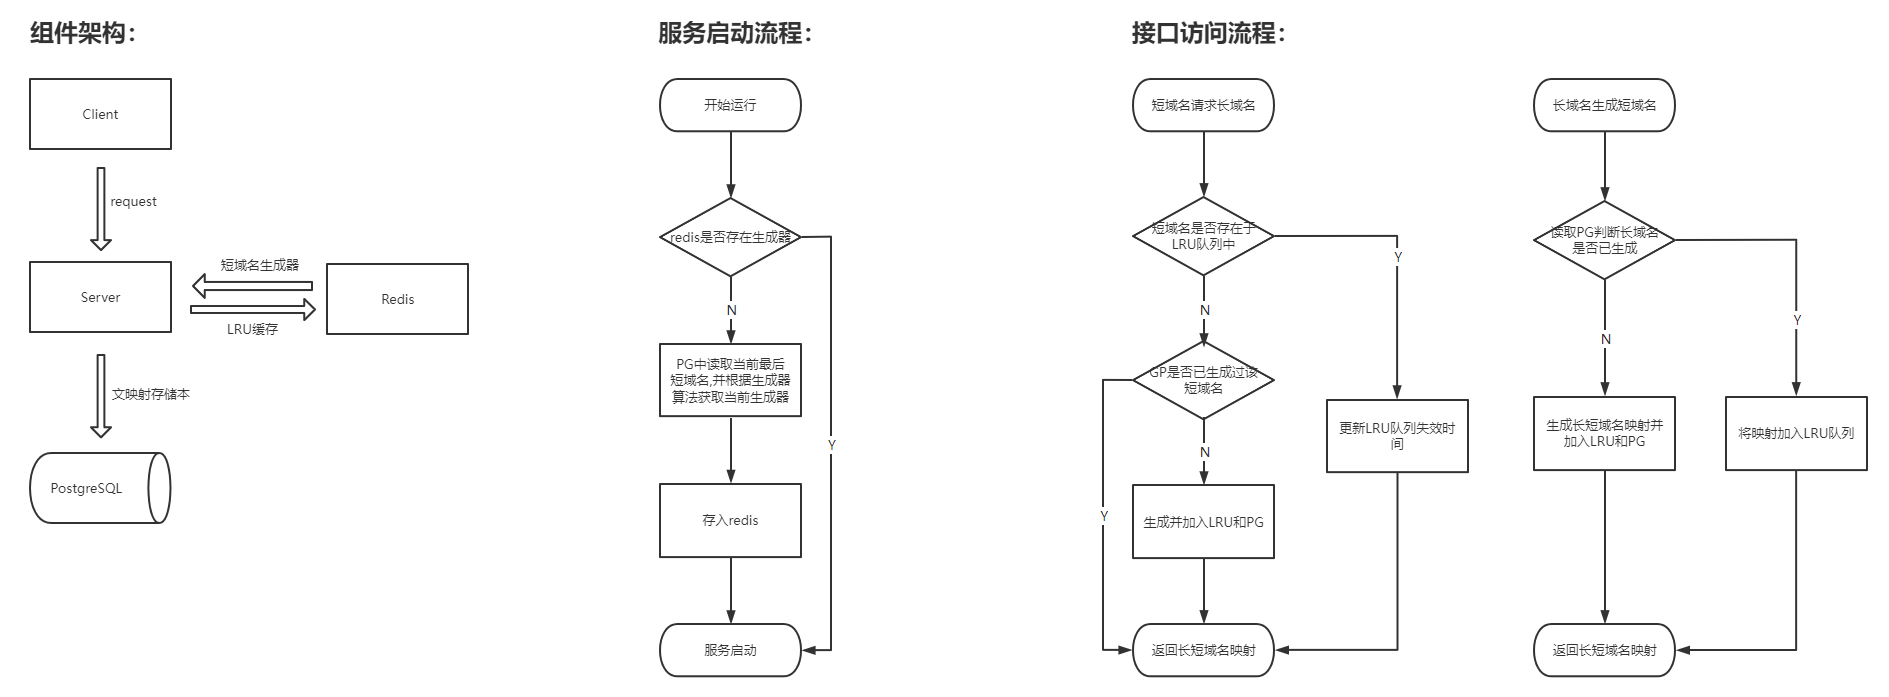 组件架构：
Client
request
Server
短域名生成器
LRU缓存
Redis
文映射存储本
PostgreSQL
服务启动流程：
开始运行
redis是否存在生成器
N
Y
PG中读取当前最后
短域名,并根据生成器
算法获取当前生成器
存入redis
服务启动
接口访问流程：
短域名请求长域名
短域名是否存在于
LRU队列中
Y
N
GP是否已生成过该
短域名
Y
N
更新LRU队列失效时
间
生成并加入LRU和PG
返回长短域名映射
长域名生成短域名
读取PG判断长域名
是否已生成
Y
N
生成长短域名映射并
加入LRU和PG
将映射加入LRU队列
返回长短域名映射